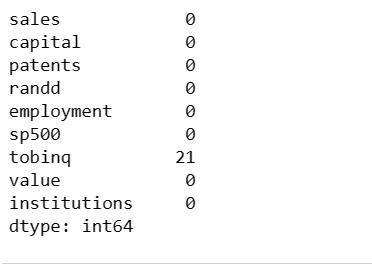 sales 0
capital 0
patents 0
randd 0
employment 0
sp500 0
tobinq 21
value 0
institutions 0
dtype: int64